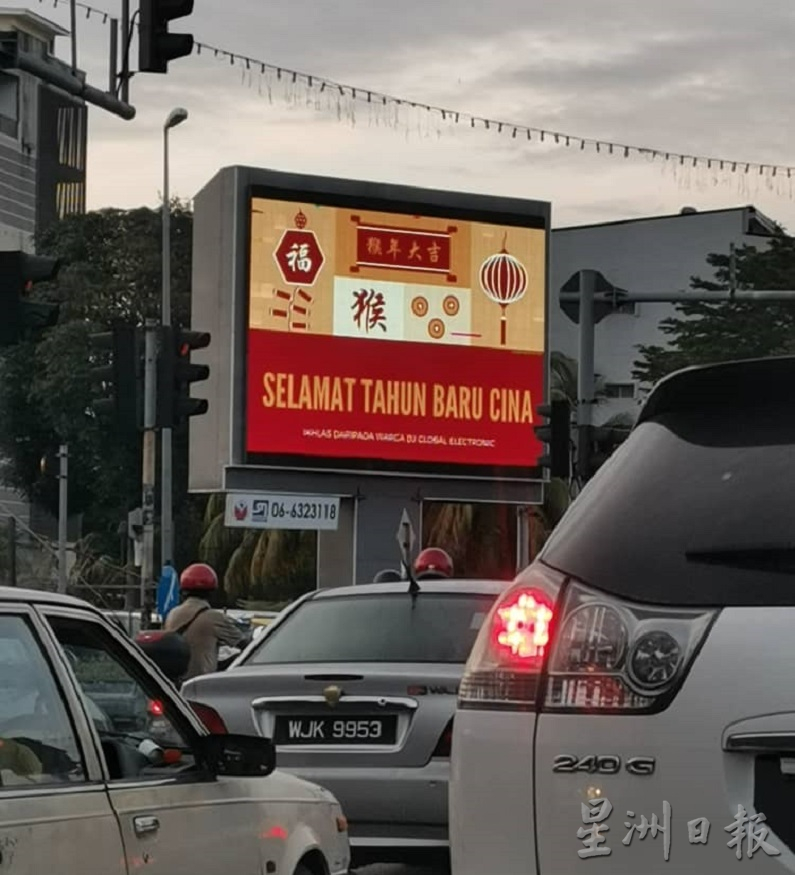 福
猴年大吉
猴
SELAMAT TAHUN BARU CINA
IKHLAS DARIPADA WARGA DJ GLOBAL ELECTRONIC
06-6323118
WJK 9953
240 G
星洲日報